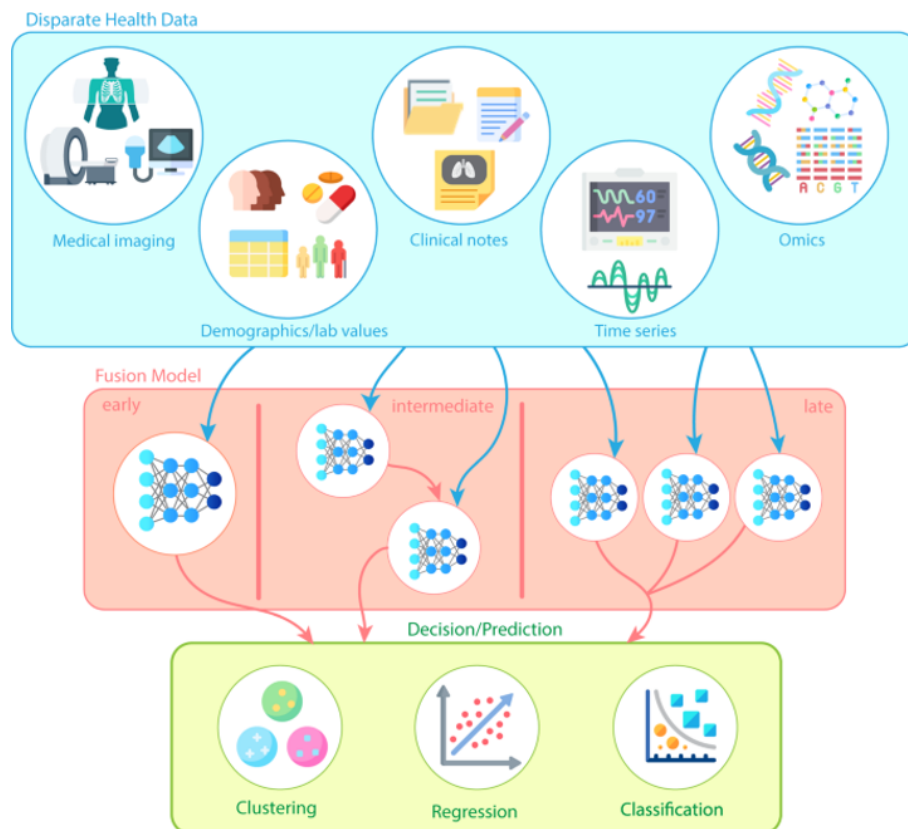 Disparate Health Data
Medical imaging
Demographics/lab values
Clinical notes
60
97
Time series
A C G T
Omics
Fusion Model
early
intermediate
late
Decision/Prediction
Clustering
Regression
Classification